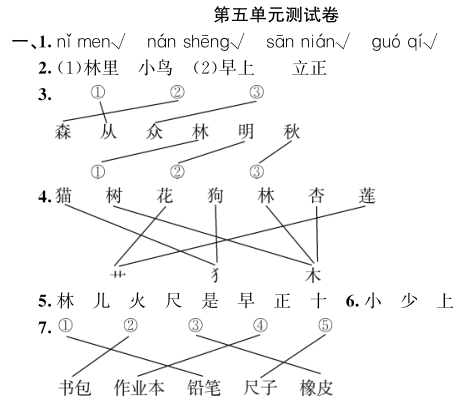 第五单元测试卷
一、1. nǐ men√ nán shēng√ sān nián√ guó qí√
2. (1)林里 小鸟 (2)早上 立正
3. ① ② ③
森 从 众 林 明 秋
① ② ③
4. 猫 树 花 狗 林 杏 莲
艹 犭 木
5. 林 儿 火 尺 是 早 正 十 6. 小 少 上
7. ① ② ③ ④ ⑤
书包 作业本 铅笔 尺子 橡皮